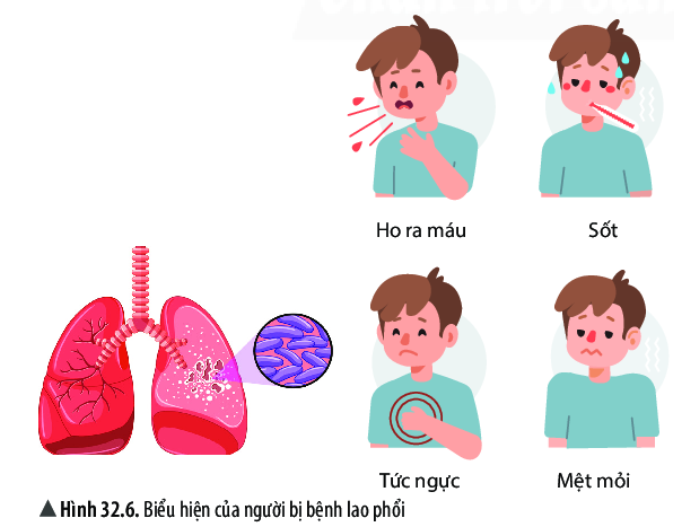 Ho ra máu
Sốt
Tức ngực
Mệt mỏi
▲ Hình 32.6. Biểu hiện của người bị bệnh lao phổi